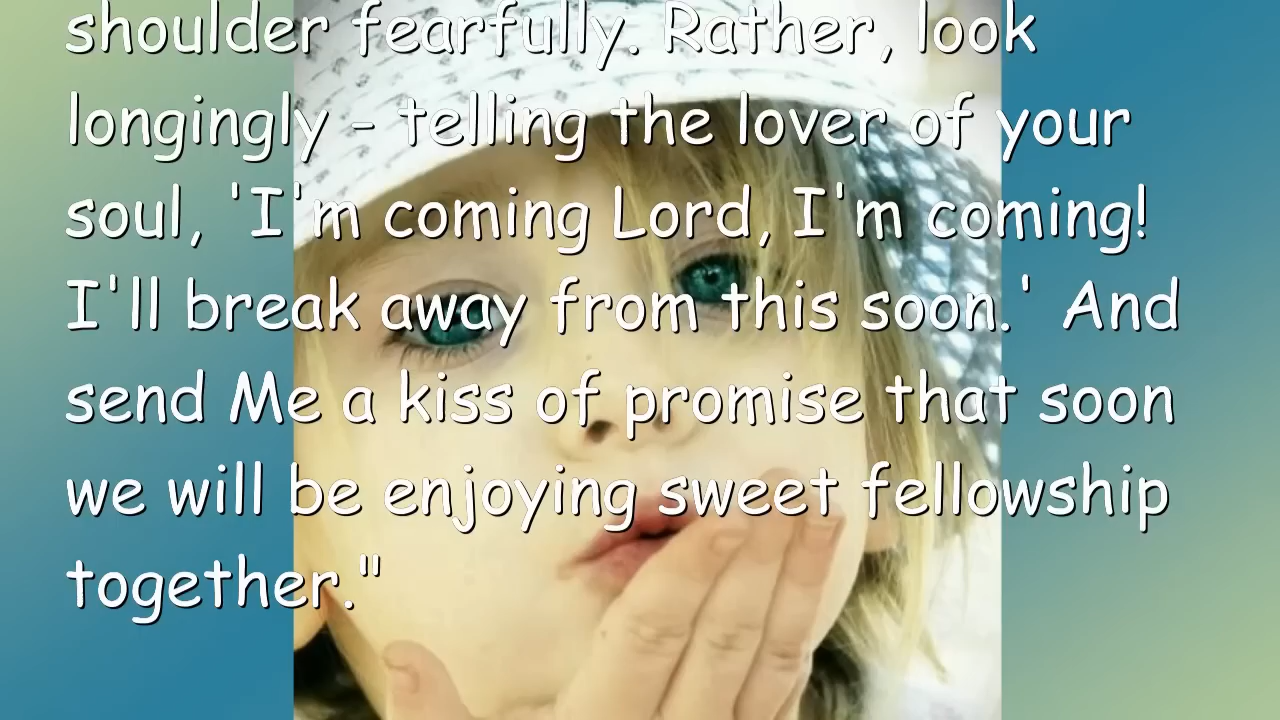 shoulder fearfully. Rather, look
longingly - telling the lover of your
soul, 'I'm coming Lord, I'm coming!
I'll break away from this soon.' And
send Me a kiss of promise that soon
we will be enjoying sweet fellowship
together."